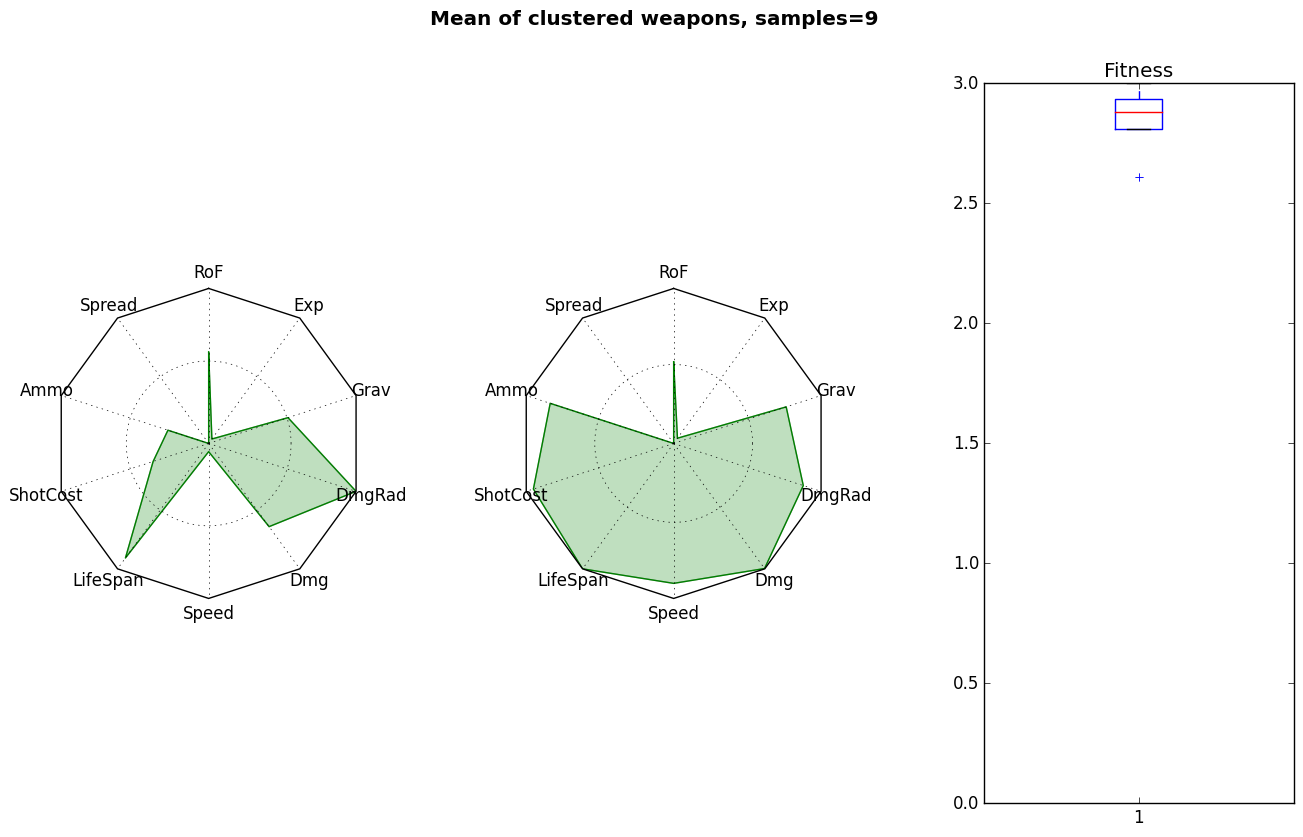 Mean of clustered weapons, samples=9
RoF
Exp
Spread
Grav
Ammo
DmgRad
ShotCost
Dmg
LifeSpan
Speed
RoF
Exp
Spread
Grav
Ammo
DmgRad
ShotCost
Dmg
LifeSpan
Speed
Fitness
3.0
2.5
2.0
1.5
1.0
0.5
0.0
1